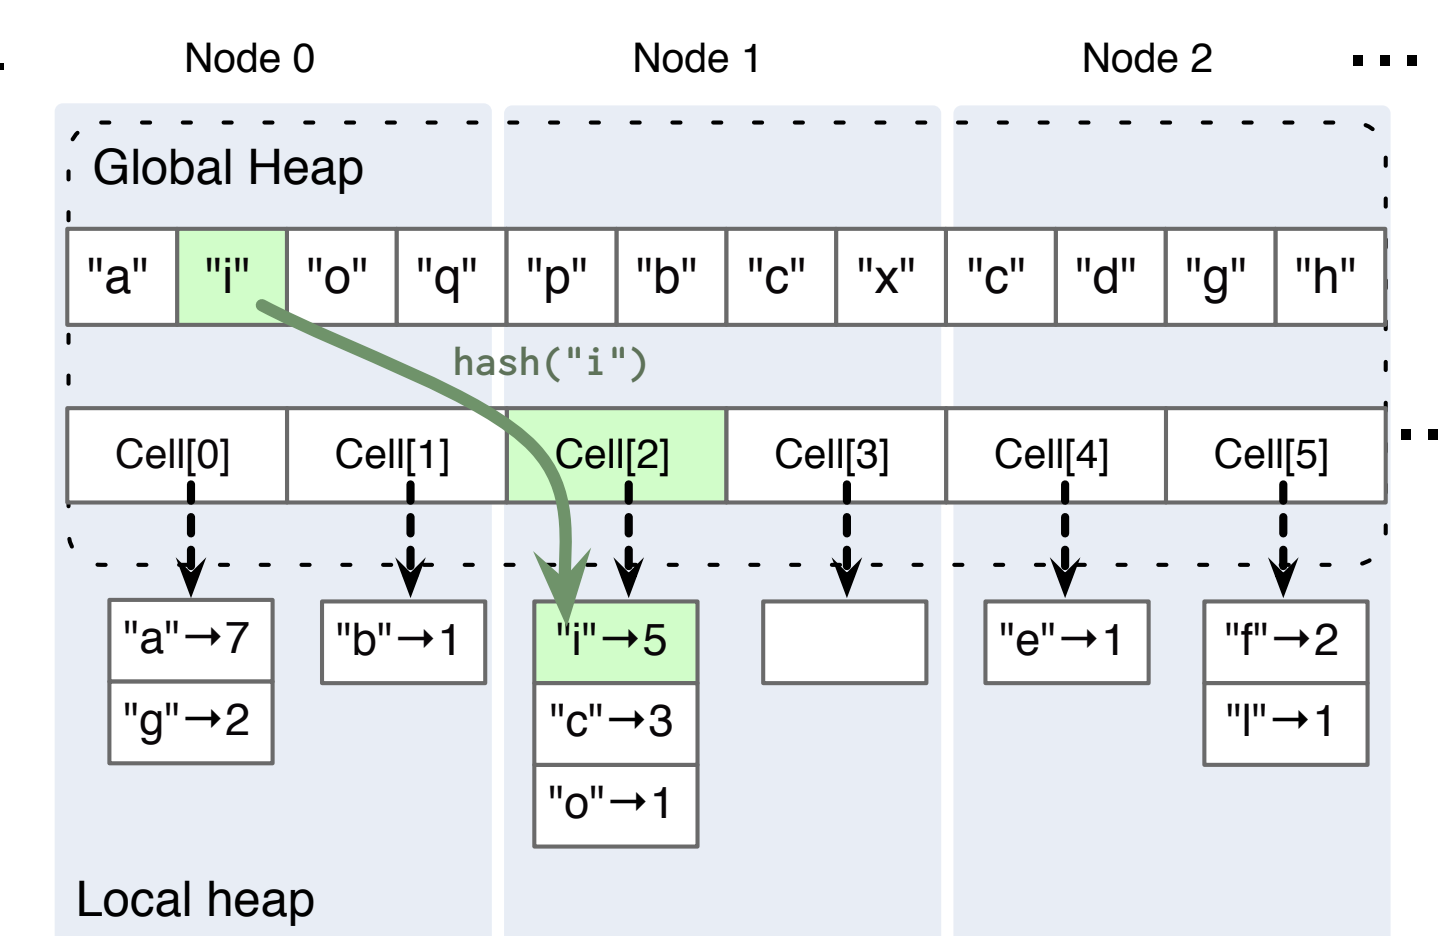 Node 0 Node 1 Node 2
Global Heap
"a" "i" "o" "q" "p" "b" "c" "x" "c" "d" "g" "h"
hash("i")
Cell[0] Cell[1] Cell[2] Cell[3] Cell[4] Cell[5]
"a"→7 "b"→1 "i"→5 "e"→1 "f"→2
"g"→2 "c"→3 "l"→1
"o"→1
Local heap